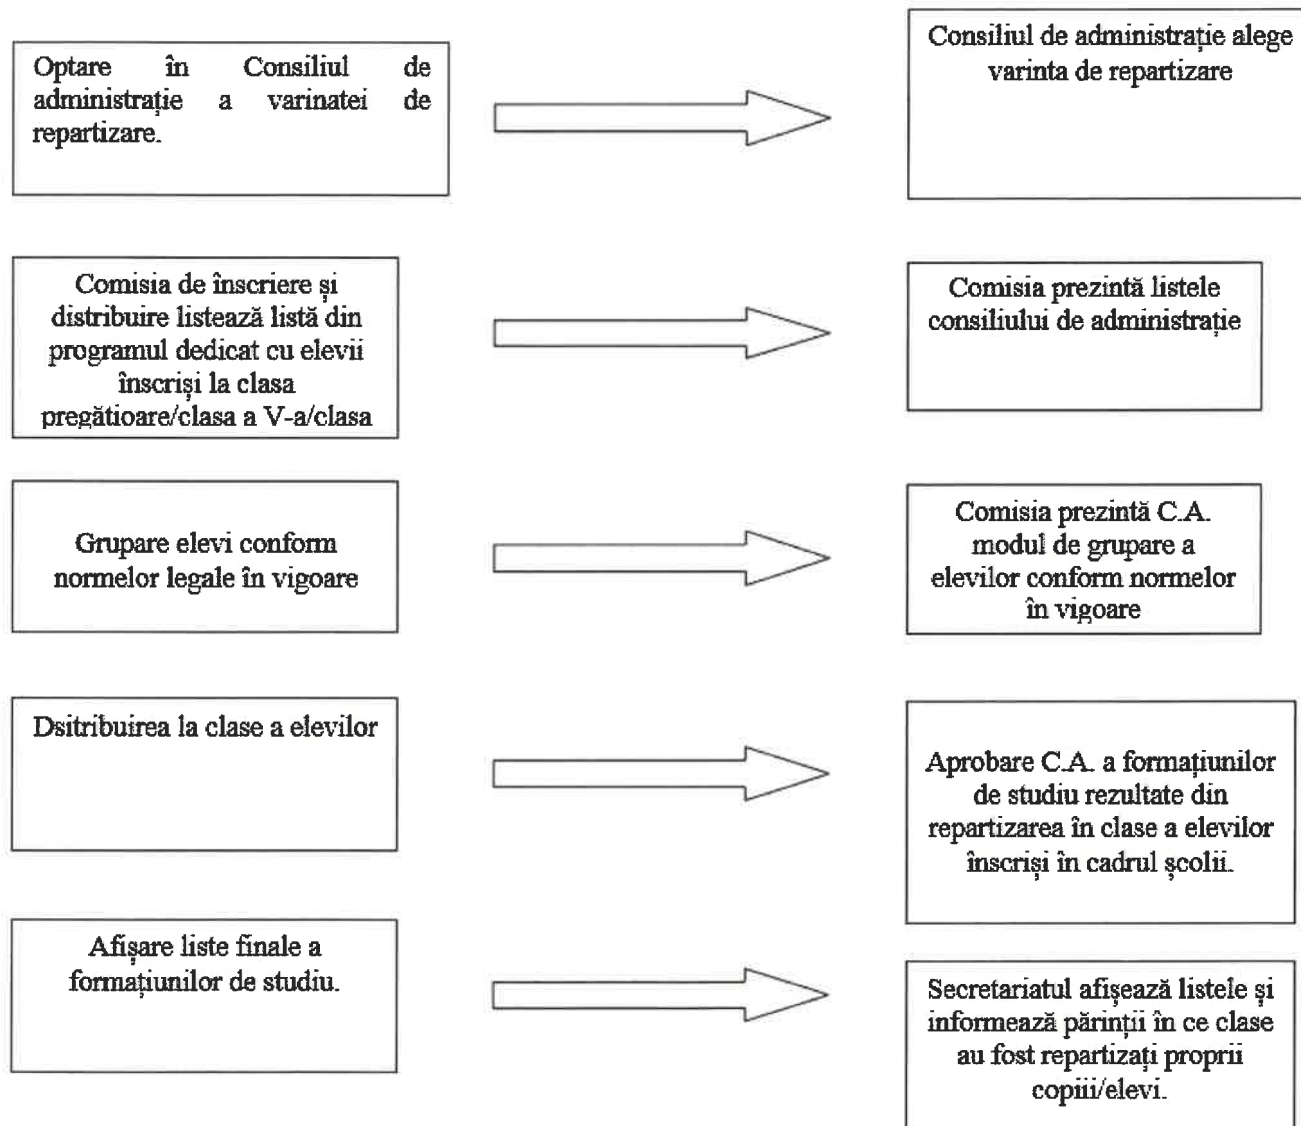 Optare în Consiliul de
administrație a varinatei de
repartizare.
Consiliul de administrație alege
varinta de repartizare
Comisia de înscriere și
distribuire listează listă din
programul dedicat cu elevii
înscriși la clasa
pregătioare/clasa a V-a/clasa
Comisia prezintă listele
consiliului de administrație
Grupare elevi conform
normelor legale în vigoare
Comisia prezintă C.A.
modul de grupare a
elevilor conform normelor
în vigoare
Dsitribuirea la clase a elevilor
Aprobare C.A. a formațiunilor
de studiu rezultate din
repartizarea în clase a elevilor
înscriși în cadrul școlii.
Afișare liste finale a
formațiunilor de studiu.
Secretariatul afișează listele și
informează părinții în ce clase
au fost repartizați proprii
copiii/elevi.